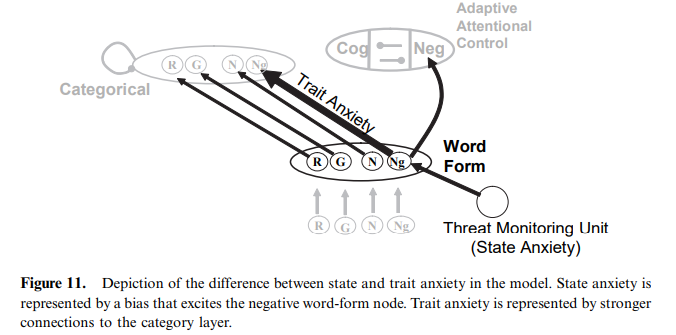 Adaptive
Attentional
Control
Cog Neg
R G N Ng
Categorical
Trait Anxiety
Word
Form
R G N Ng
R G N Ng
Threat Monitoring Unit
(State Anxiety)
Figure 11. Depiction of the difference between state and trait anxiety in the model. State anxiety is
represented by a bias that excites the negative word-form node. Trait anxiety is represented by stronger
connections to the category layer.